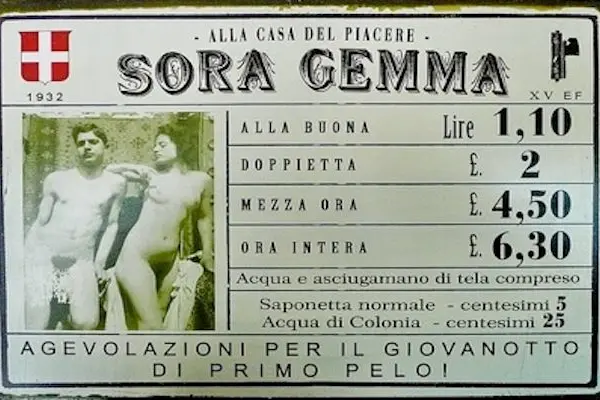 - ALLA CASA DEL PIACERE -
SORA GEMMA
1932
XV EF
ALLA BUONA Lire 1,10
DOPPIETTA £. 2
MEZZA ORA £. 4,50
ORA INTERA £. 6,30
Acqua e asciugamano di tela compreso
Saponetta normale - centesimi 5
Acqua di Colonia - centesimi 25
AGEVOLAZIONI PER IL GIOVANOTTO
DI PRIMO PELO!